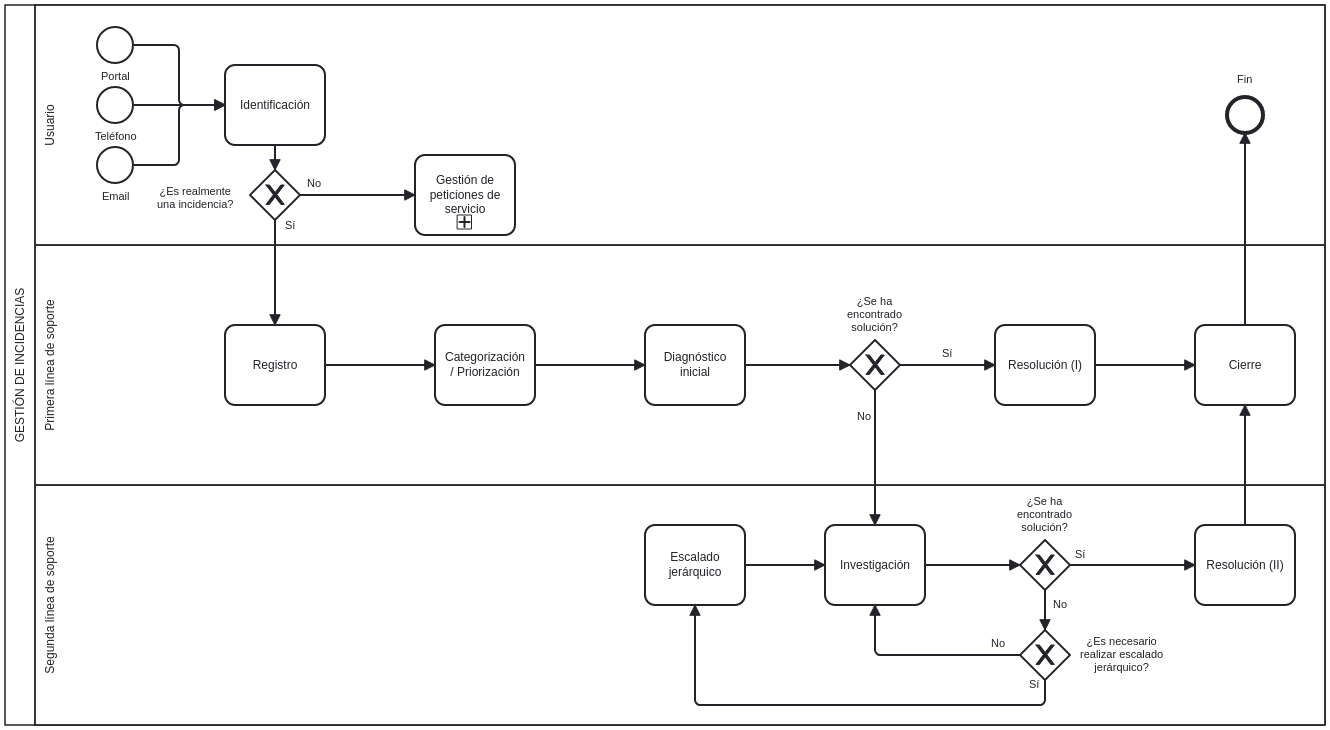 GESTIÓN DE INCIDENCIAS
Usuario
Portal
Teléfono
Email
Identificación
¿Es realmente
una incidencia?
No
Sí
Gestión de
peticiones de
servicio
Fin
Primera línea de soporte
Registro
Categorización
/ Priorización
Diagnóstico
inicial
¿Se ha
encontrado
solución?
Sí
No
Resolución (I)
Cierre
Segunda línea de soporte
Escalado
jerárquico
Investigación
¿Se ha
encontrado
solución?
Sí
No
Resolución (II)
¿Es necesario
realizar escalado
jerárquico?
No
Sí